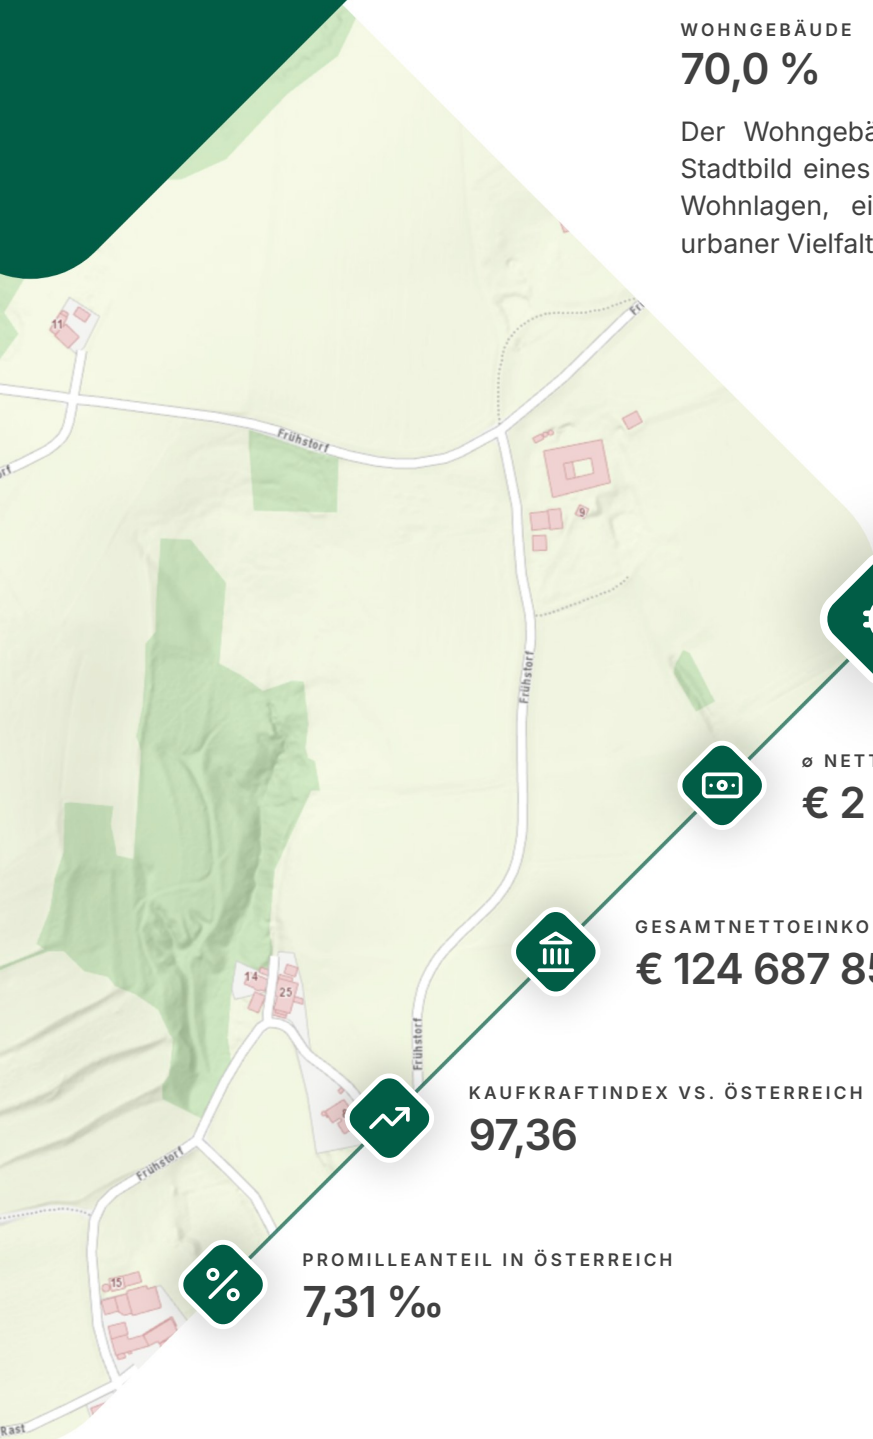 WOHNGEBÄUDE
70,0 %
Der Wohngebä
Stadtbild eines
Wohnlagen, ei
urbaner Vielfalt
11
Frühstorf
9
Frühstorf
ø NETT
€ 2
GESAMTNETTOEINKO
€ 124 687 85
14
25
Frühstorf
KAUFKRAFTINDEX VS. ÖSTERREICH
97,36
Frühstorf
PROMILLEANTEIL IN ÖSTERREICH
7,31 ‰
15
Rast